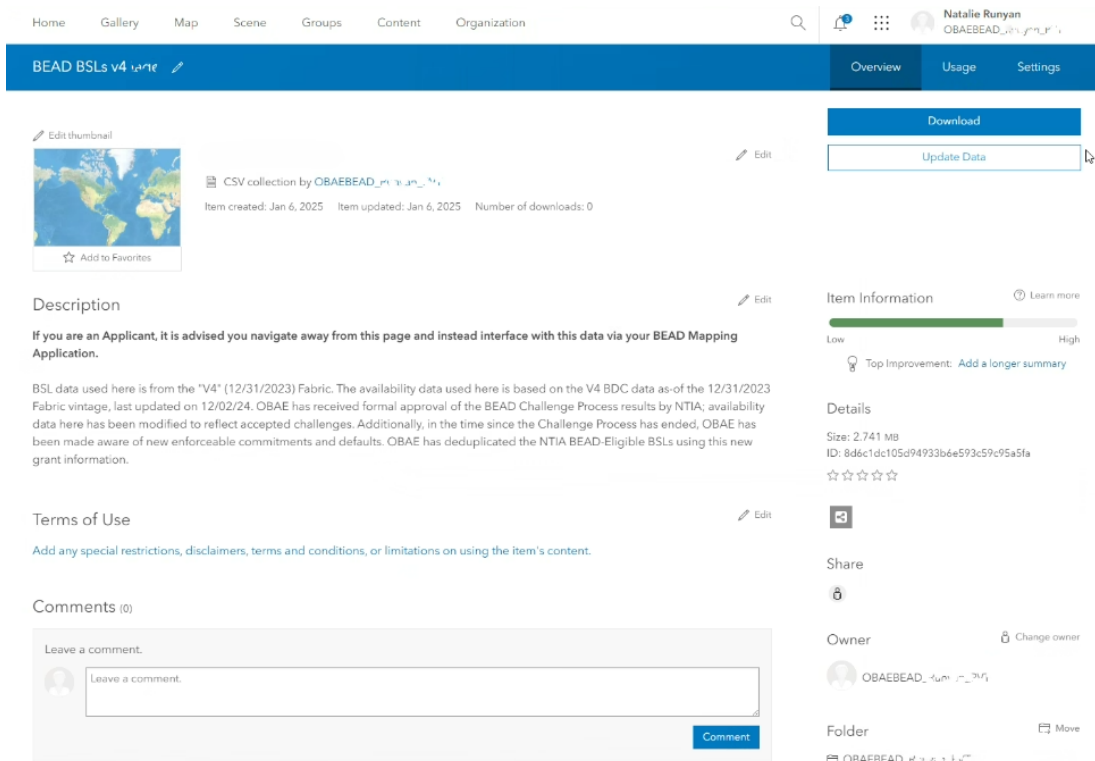 Home Gallery Map Scene Groups Content Organization
3
Natalie Runyan
BEAD BSLs v4
Overview Usage Settings
Edit thumbnail
Download
Edit
Update Data
CSV collection by
Item created: Jan 6, 2025 Item updated: Jan 6, 2025 Number of downloads: 0
Add to Favorites
Description
Edit
If you are an Applicant, it is advised you navigate away from this page and instead interface with this data via your BEAD Mapping
Application.
BSL data used here is from the "V4" (12/31/2023) Fabric. The availability data used here is based on the V4 BDC data as-of the 12/31/2023
Fabric vintage, last updated on 12/02/24. OBAE has received formal approval of the BEAD Challenge Process results by NTIA; availability
data here has been modified to reflect accepted challenges. Additionally, in the time since the Challenge Process has ended, OBAE has
been made aware of new enforceable commitments and defaults. OBAE has deduplicated the NTIA BEAD-Eligible BSLs using this new
grant information.
Terms of Use
Edit
Add any special restrictions, disclaimers, terms and conditions, or limitations on using the item's content.
Comments (0)
Leave a comment.
Leave a comment.
Comment
Item Information
Learn more
Low High
Top Improvement: Add a longer summary
Details
Size: 2.741 MB
ID: 8d6c1dc105d94933b6e593c59c95a5fa
Share
Owner
Change owner
Folder
Move